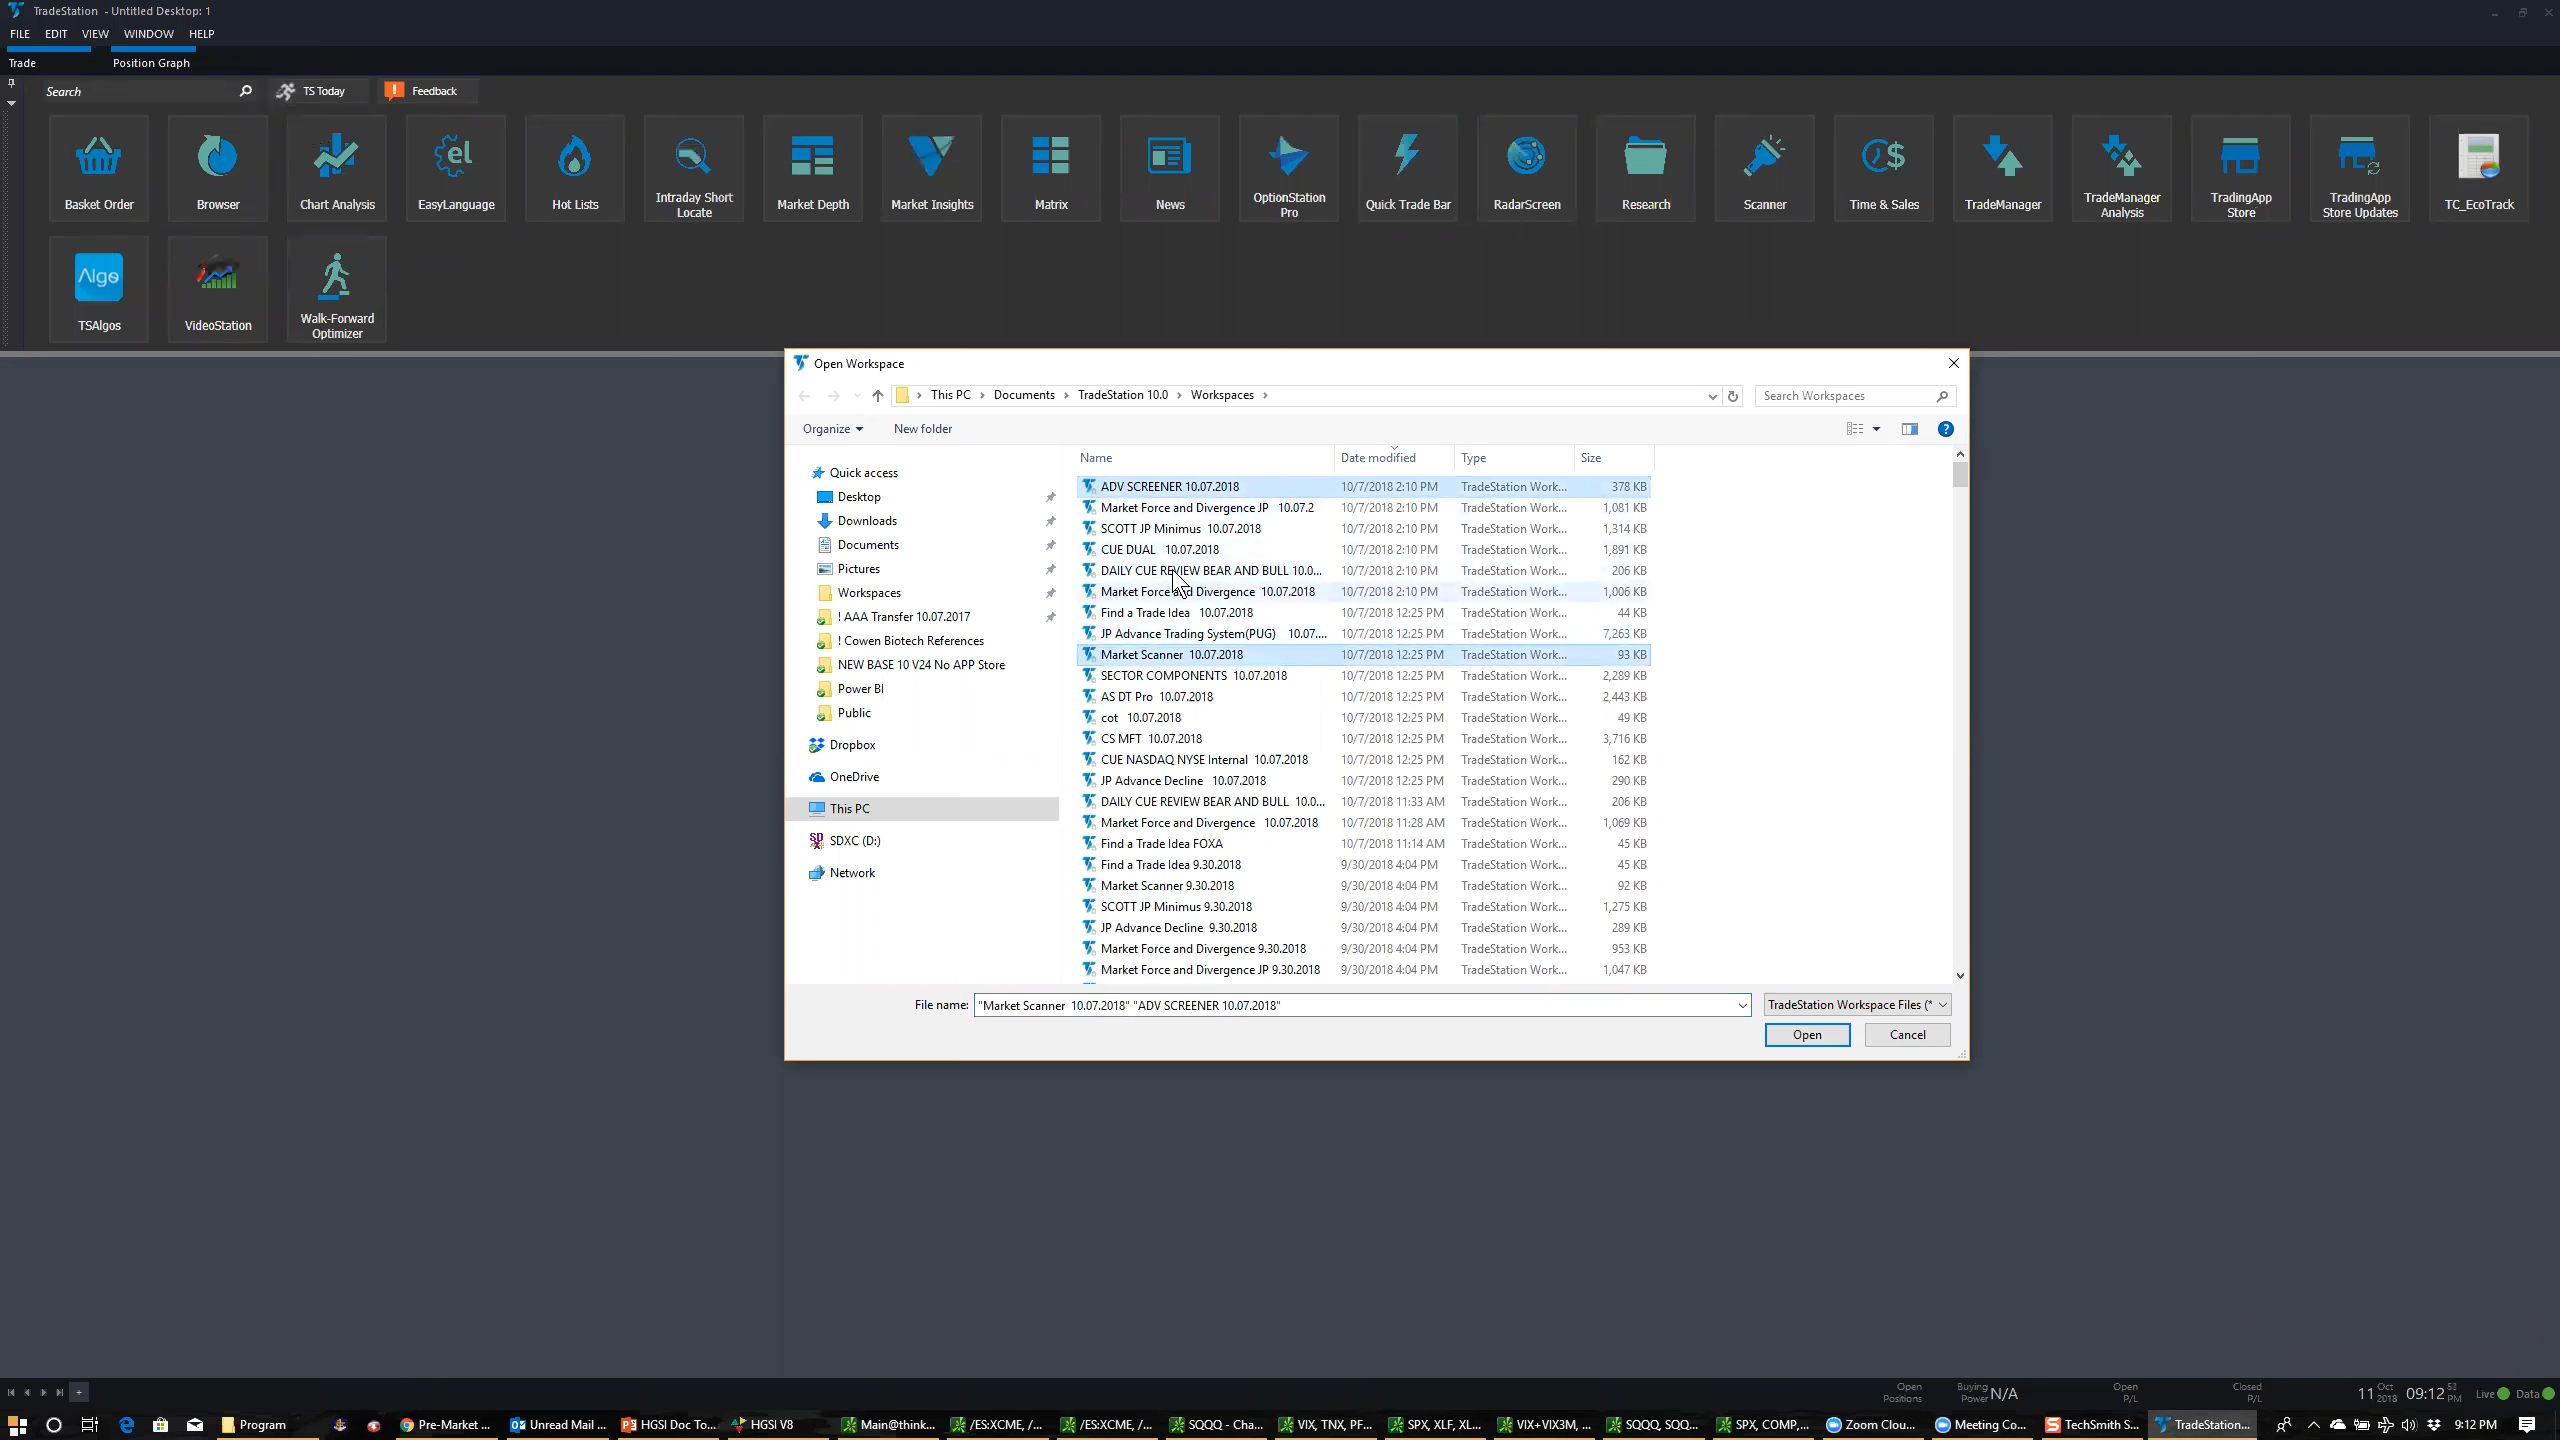 TradeStation - Untitled Desktop: 1
FILE EDIT VIEW WINDOW HELP
Trade Position Graph
Search TS Today Feedback
Basket Order Browser Chart Analysis EasyLanguage Hot Lists Intraday Short Locate Market Depth Market Insights Matrix News OptionStation Pro Quick Trade Bar RadarScreen Research Scanner Time & Sales TradeManager TradeManager Analysis TradingApp Store TradingApp Store Updates TC_EcoTrack
TSAlgos VideoStation Walk-Forward Optimizer
Open Workspace
This PC > Documents > TradeStation 10.0 > Workspaces > Search Workspaces
Organize New folder
Quick access
Desktop
Downloads
Documents
Pictures
Workspaces
! AAA Transfer 10.07.2017
! Cowen Biotech References
NEW BASE 10 V24 No APP Store
Power BI
Public
Dropbox
OneDrive
This PC
SDXC (D:)
Network
Name Date modified Type Size
ADV SCREENER 10.07.2018 10/7/2018 2:10 PM TradeStation Work... 378 KB
Market Force and Divergence JP 10.07.2 10/7/2018 2:10 PM TradeStation Work... 1,081 KB
SCOTT JP Minimus 10.07.2018 10/7/2018 2:10 PM TradeStation Work... 1,314 KB
CUE DUAL 10.07.2018 10/7/2018 2:10 PM TradeStation Work... 1,891 KB
DAILY CUE REVIEW BEAR AND BULL 10.0... 10/7/2018 2:10 PM TradeStation Work... 206 KB
Market Force and Divergence 10.07.2018 10/7/2018 2:10 PM TradeStation Work... 1,006 KB
Find a Trade Idea 10.07.2018 10/7/2018 12:25 PM TradeStation Work... 44 KB
JP Advance Trading System(PUG) 10.07.... 10/7/2018 12:25 PM TradeStation Work... 7,263 KB
Market Scanner 10.07.2018 10/7/2018 12:25 PM TradeStation Work... 93 KB
SECTOR COMPONENTS 10.07.2018 10/7/2018 12:25 PM TradeStation Work... 2,289 KB
AS DT Pro 10.07.2018 10/7/2018 12:25 PM TradeStation Work... 2,443 KB
cot 10.07.2018 10/7/2018 12:25 PM TradeStation Work... 49 KB
CS MFT 10.07.2018 10/7/2018 12:25 PM TradeStation Work... 3,716 KB
CUE NASDAQ NYSE Internal 10.07.2018 10/7/2018 12:25 PM TradeStation Work... 162 KB
JP Advance Decline 10.07.2018 10/7/2018 12:25 PM TradeStation Work... 290 KB
DAILY CUE REVIEW BEAR AND BULL 10.0... 10/7/2018 11:33 AM TradeStation Work... 206 KB
Market Force and Divergence 10.07.2018 10/7/2018 11:28 AM TradeStation Work... 1,069 KB
Find a Trade Idea FOXA 10/7/2018 11:14 AM TradeStation Work... 45 KB
Find a Trade Idea 9.30.2018 9/30/2018 4:04 PM TradeStation Work... 45 KB
Market Scanner 9.30.2018 9/30/2018 4:04 PM TradeStation Work... 92 KB
SCOTT JP Minimus 9.30.2018 9/30/2018 4:04 PM TradeStation Work... 1,275 KB
JP Advance Decline 9.30.2018 9/30/2018 4:04 PM TradeStation Work... 289 KB
Market Force and Divergence 9.30.2018 9/30/2018 4:04 PM TradeStation Work... 953 KB
Market Force and Divergence JP 9.30.2018 9/30/2018 4:04 PM TradeStation Work... 1,047 KB
File name: "Market Scanner 10.07.2018" "ADV SCREENER 10.07.2018" TradeStation Workspace Files (*
Open Cancel
Open Positions Buying Power N/A Open P/L Closed P/L 11 Oct 2018 09:12 PM Live Data
Program Pre-Market ... Unread Mail ... HGSI Doc To... HGSI V8 Main@think... /ES:XCME, /... /ES:XCME, /... SQQQ - Cha... VIX, TNX, PF... SPX, XLF, XL... VIX+VIX3M, ... SQQQ, SQQ... SPX, COMP,... Zoom Clou... Meeting Co... TechSmith S... TradeStation... 9:12 PM